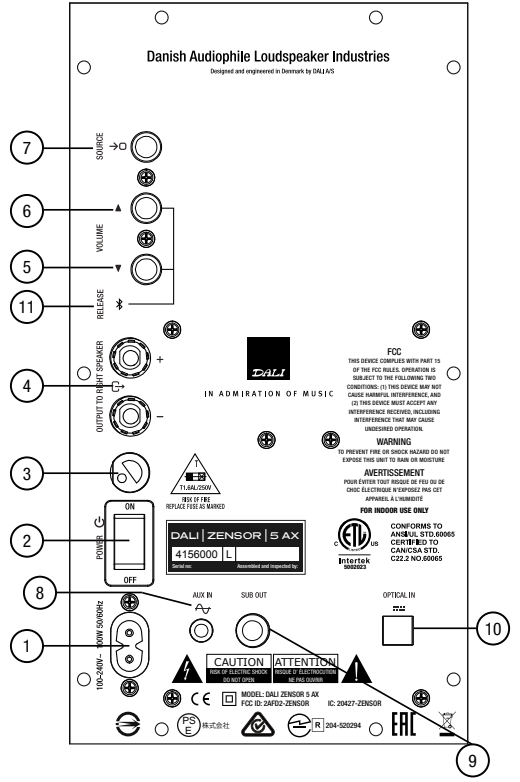 Danish Audiophile Loudspeaker Industries
Designed and engineered in Denmark by DALI A/S
7
SOURCE
6
VOLUME
5
11
RELEASE
4
OUTPUT TO RIGHT SPEAKER
+
−
DALI
IN ADMIRATION OF MUSIC
FCC
THIS DEVICE COMPLIES WITH PART 15
OF THE FCC RULES. OPERATION IS
SUBJECT TO THE FOLLOWING TWO
CONDITIONS: (1) THIS DEVICE MAY NOT
CAUSE HARMFUL INTERFERENCE, AND
(2) THIS DEVICE MUST ACCEPT ANY
INTERFERENCE RECEIVED, INCLUDING
INTERFERENCE THAT MAY CAUSE
UNDESIRED OPERATION.
WARNING
TO PREVENT FIRE OR SHOCK HAZARD DO NOT
EXPOSE THIS UNIT TO RAIN OR MOISTURE
AVERTISSEMENT
POUR ÉVITER TOUT RISQUE DE FEU OU DE
CHOC ÉLECTRIQUE N'EXPOSEZ PAS CET
APPAREIL À L'HUMIDITÉ
FOR INDOOR USE ONLY
3
T
T1.6AL/250V
RISK OF FIRE
REPLACE FUSE AS MARKED
2
ON
POWER
OFF
DALI | ZENSOR | 5 AX
4156000 L
Serial no: Assembled and inspected by:
C ETL US
LISTED
Intertek
5002023
CONFORMS TO
ANSI/UL STD.60065
CERTIFIED TO
CAN/CSA STD.
C22.2 NO.60065
8
AUX IN
SUB OUT
OPTICAL IN
10
1
100-240V~ 100W 50/60Hz
CAUTION
RISK OF ELECTRIC SHOCK
DO NOT OPEN
ATTENTION
RISQUE D'ELECTROCUTION
NE PAS OUVRIR
CE
MODEL: DALI ZENSOR 5 AX
FCC ID: 2AFD2-ZENSOR IC: 20427-ZENSOR
PS
E
株式会社
R 204-520294
EAC
9